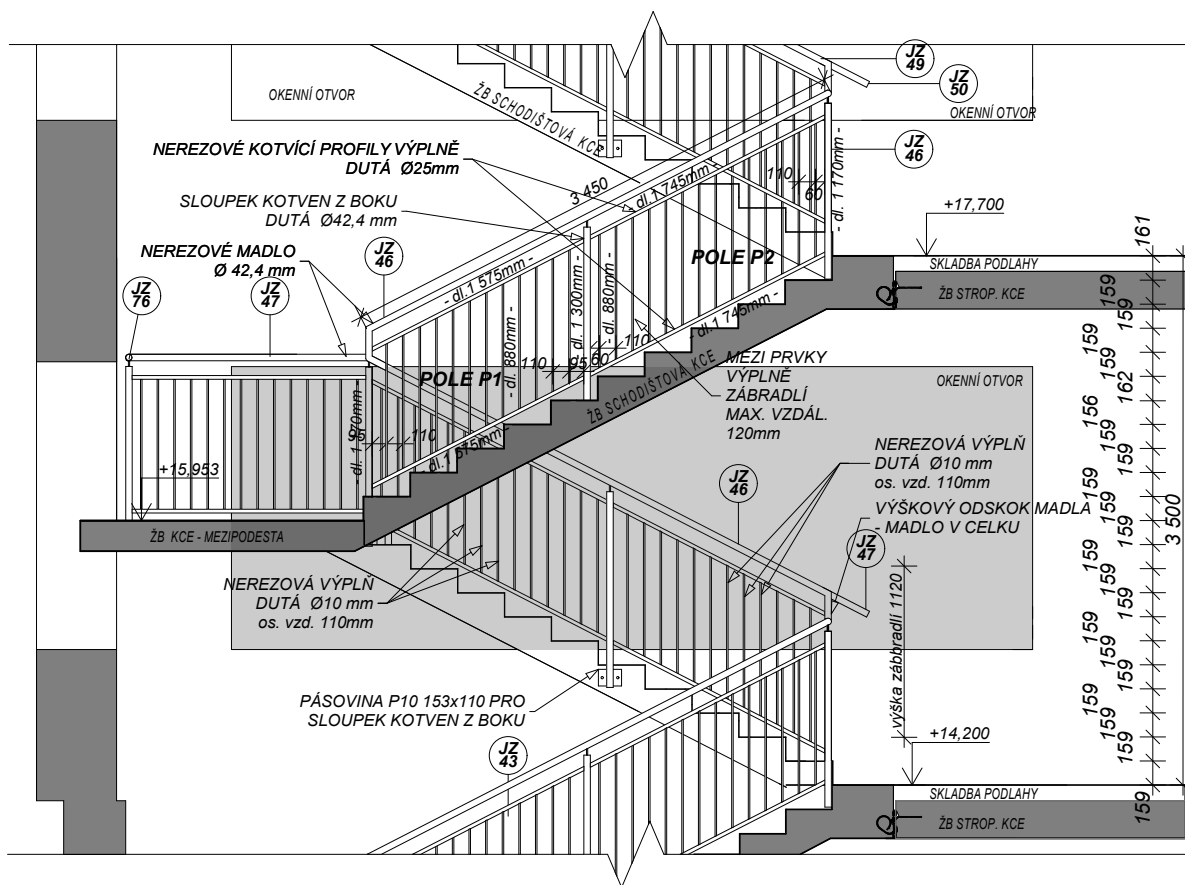 JZ
49
JZ
50
OKENNÍ OTVOR
ŽB SCHODIŠŤOVÁ KCE
OKENNÍ OTVOR
NEREZOVÉ KOTVÍCÍ PROFILY VÝPLNĚ
DUTÁ Ø25mm
JZ
46
3 450
- dl.1 745mm -
110
60
- dl. 1 170mm -
SLOUPEK KOTVEN Z BOKU
DUTÁ Ø42,4 mm
+17,700
161
NEREZOVÉ MADLO
Ø 42,4 mm
JZ
46
POLE P2
SKLADBA PODLAHY
JZ
76
JZ
47
- dl.1 575mm -
- dl. 1 300mm -
- dl. 880mm -
ŽB STROP. KCE
159
159
- dl.1 745mm -
159
- dl. 880mm -
110
95
60
110
MEZI PRVKY
VÝPLNĚ
ZÁBRADLÍ
MAX. VZDÁL.
120mm
159
159
POLE P1
OKENNÍ OTVOR
162
ŽB SCHODIŠŤOVÁ KCE
156
95
110
159
NEREZOVÁ VÝPLŇ
DUTÁ Ø10 mm
os. vzd. 110mm
- dl.1 575mm -
159
+15,953
JZ
46
159
159
VÝŠKOVÝ ODSKOK MADLA
- MADLO V CELKU
159
3 500
ŽB KCE - MEZIPODESTA
159
JZ
47
159
NEREZOVÁ VÝPLŇ
DUTÁ Ø10 mm
os. vzd. 110mm
159
159
výška zábbradlí 1120
159
159
PÁSOVINA P10 153x110 PRO
SLOUPEK KOTVEN Z BOKU
159
159
+14,200
159
JZ
43
SKLADBA PODLAHY
159
ŽB STROP. KCE